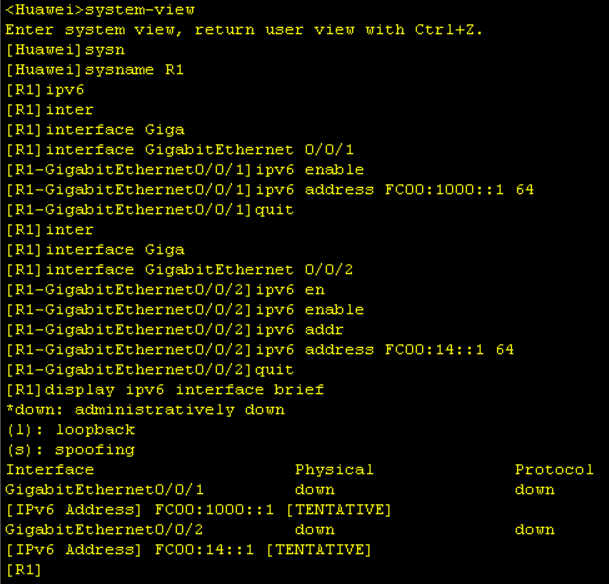 <Huawei>system-view
Enter system view, return user view with Ctrl+Z.
[Huawei]sysn
[Huawei]sysname R1
[R1]ipv6
[R1]inter
[R1]interface Giga
[R1]interface GigabitEthernet 0/0/1
[R1-GigabitEthernet0/0/1]ipv6 enable
[R1-GigabitEthernet0/0/1]ipv6 address FC00:1000::1 64
[R1-GigabitEthernet0/0/1]quit
[R1]inter
[R1]interface Giga
[R1]interface GigabitEthernet 0/0/2
[R1-GigabitEthernet0/0/2]ipv6 en
[R1-GigabitEthernet0/0/2]ipv6 enable
[R1-GigabitEthernet0/0/2]ipv6 addr
[R1-GigabitEthernet0/0/2]ipv6 address FC00:14::1 64
[R1-GigabitEthernet0/0/2]quit
[R1]display ipv6 interface brief
*down: administratively down
(l): loopback
(s): spoofing
Interface Physical Protocol
GigabitEthernet0/0/1 down down
[IPv6 Address] FC00:1000::1 [TENTATIVE]
GigabitEthernet0/0/2 down down
[IPv6 Address] FC00:14::1 [TENTATIVE]
[R1]